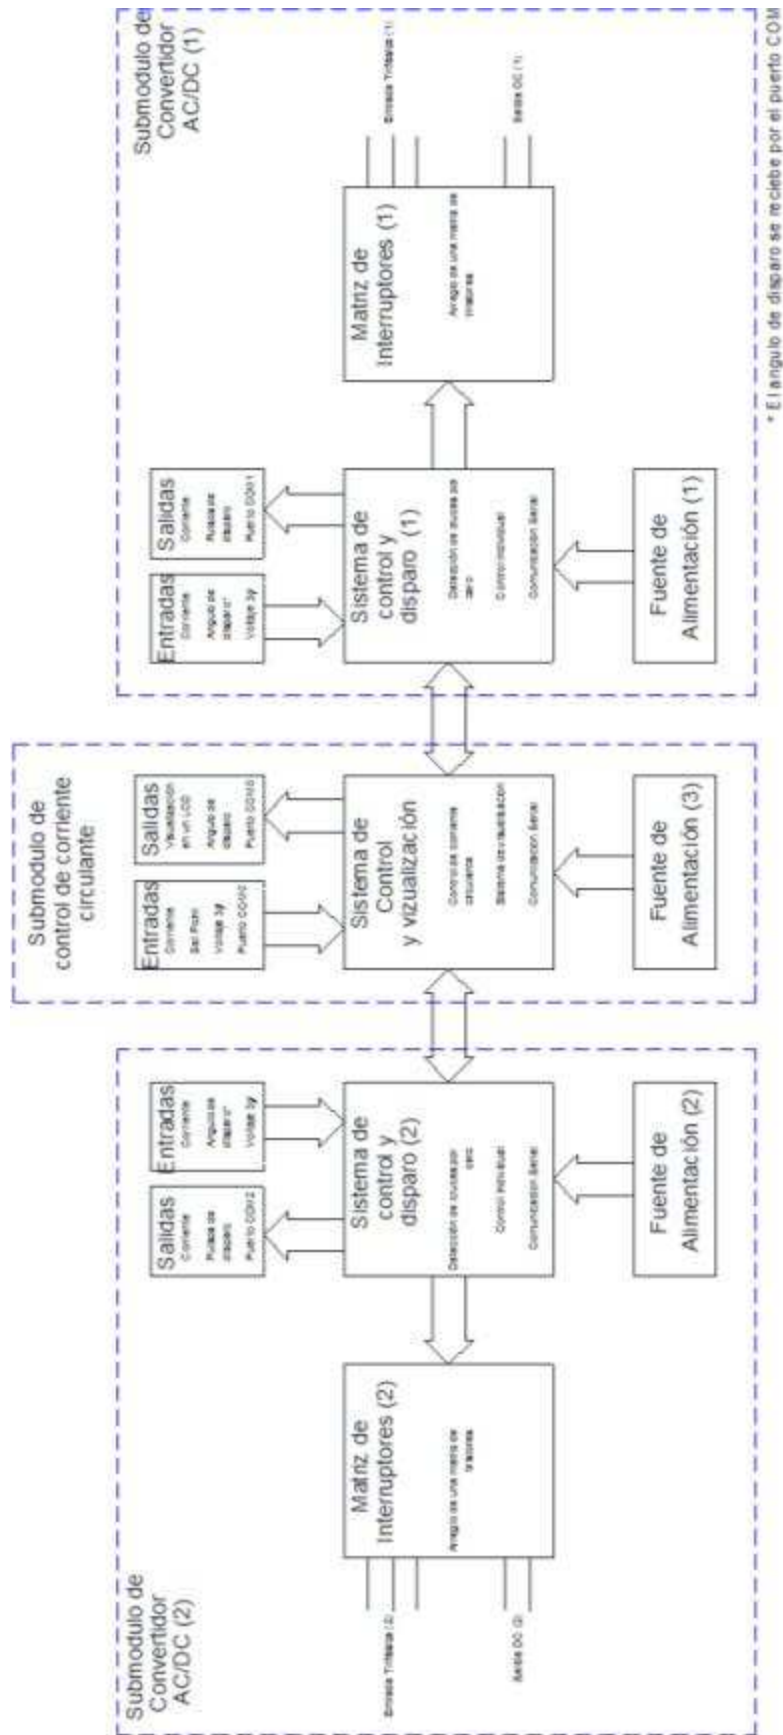 Submodulo de
Convertidor
AC/DC (2)
Entrada Trifasica (2)
Salida DC (2)
Matriz de
Interruptores (2)
Arreglo de una matriz de
tiristores
Salidas
Corriente
Pulsos de
disparo
Puerto COM2
Entradas
Corriente
Angulo de
disparo*
Voltaje 3φ
Sistema de
control y
disparo (2)
Detección de cruces por
cero
Control individual
Comunicación Serial
Fuente de
Alimentación (2)
Submodulo de
control de corriente
circulante
Entradas
Corriente
Set Point
Voltaje 3φ
Salidas
Visualización
en un LCD
Angulo de
disparo
Sistema de
Control
y vizualización
Control de corriente
circulante
Sistema de visualización
Comunicación Serial
Fuente de
Alimentación (3)
Submodulo de
Convertidor
AC/DC (1)
Entradas
Corriente
Angulo de
disparo*
Voltaje 3φ
Salidas
Corriente
Pulsos de
disparo
Puerto COM1
Sistema de
control y
disparo (1)
Detección de cruces por
cero
Control individual
Comunicación Serial
Fuente de
Alimentación (1)
Matriz de
Interruptores (1)
Arreglo de una matriz de
tiristores
Entrada Trifasica (1)
Salida DC (1)
* El angulo de disparo se reciebe por el puerto COM